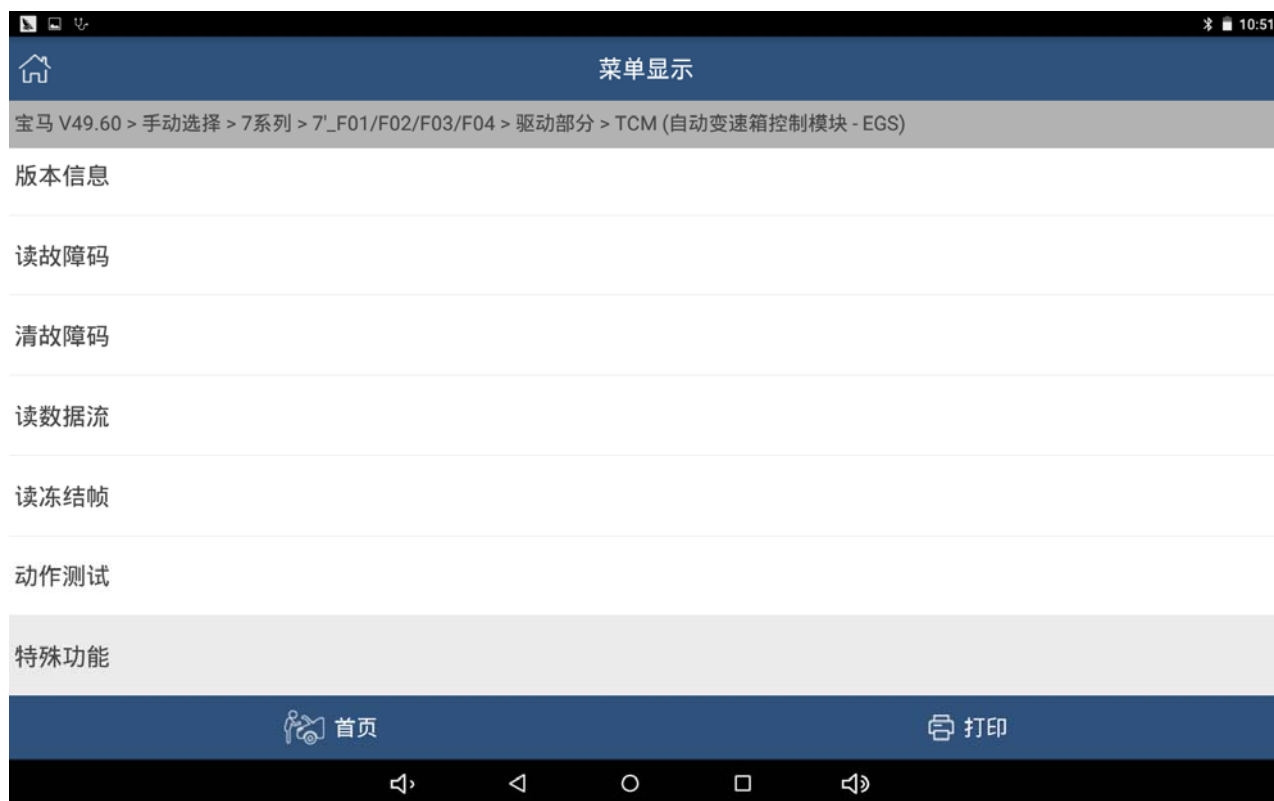 10:51
菜单显示
宝马 V49.60 > 手动选择 > 7系列 > 7'_F01/F02/F03/F04 > 驱动部分 > TCM (自动变速箱控制模块 - EGS)
版本信息
读故障码
清故障码
读数据流
读冻结帧
动作测试
特殊功能
首页 打印